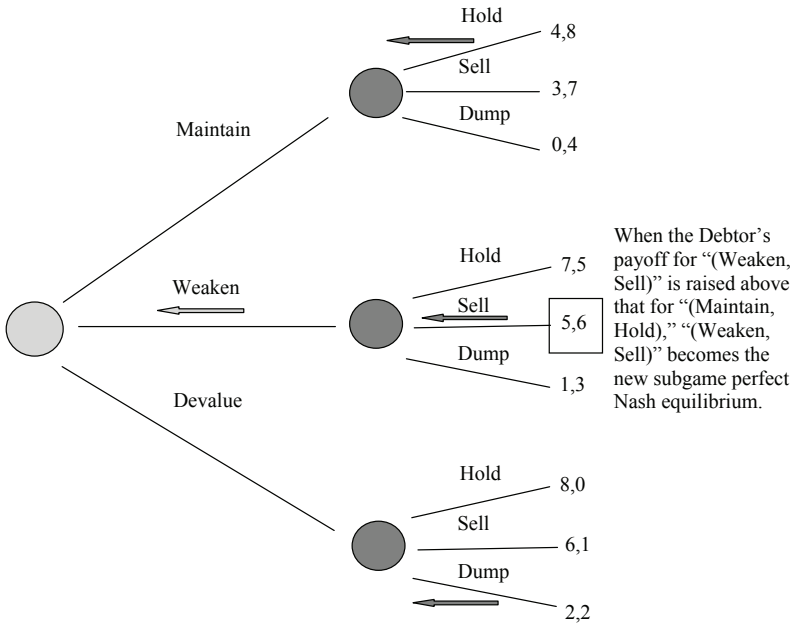 Hold
4,8
Sell
3,7
Dump
0,4
Maintain
Hold
7,5
Weaken
Sell
5,6
Dump
1,3
When the Debtor’s
payoff for “(Weaken,
Sell)” is raised above
that for “(Maintain,
Hold),” “(Weaken,
Sell)” becomes the
new subgame perfect
Nash equilibrium.
Devalue
Hold
8,0
Sell
6,1
Dump
2,2